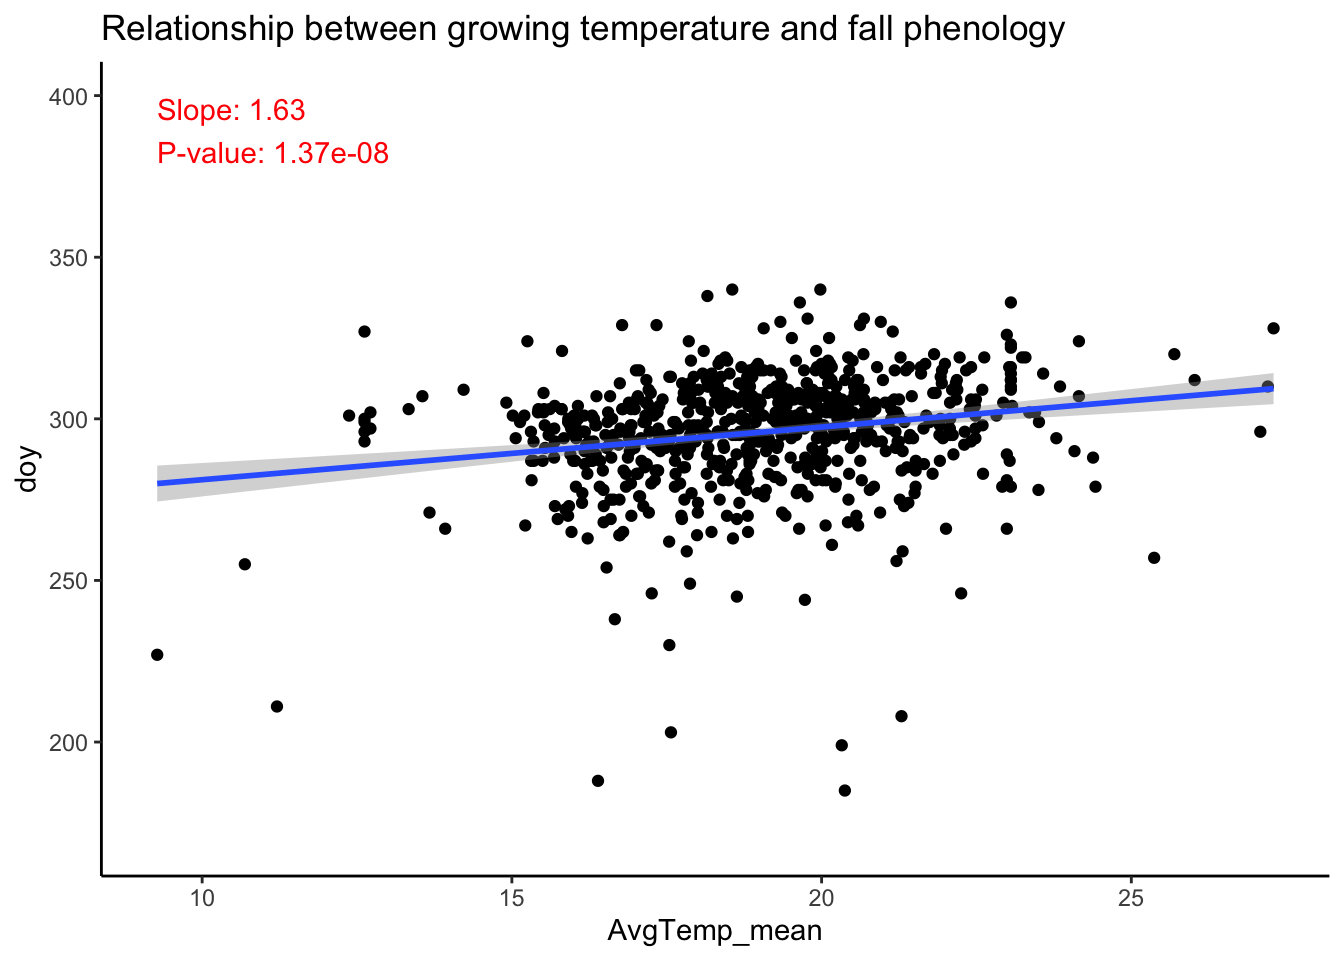 Relationship between growing temperature and fall phenology
400
Slope: 1.63
P-value: 1.37e-08
350
300
doy
250
200
10 15 20 25
AvgTemp_mean